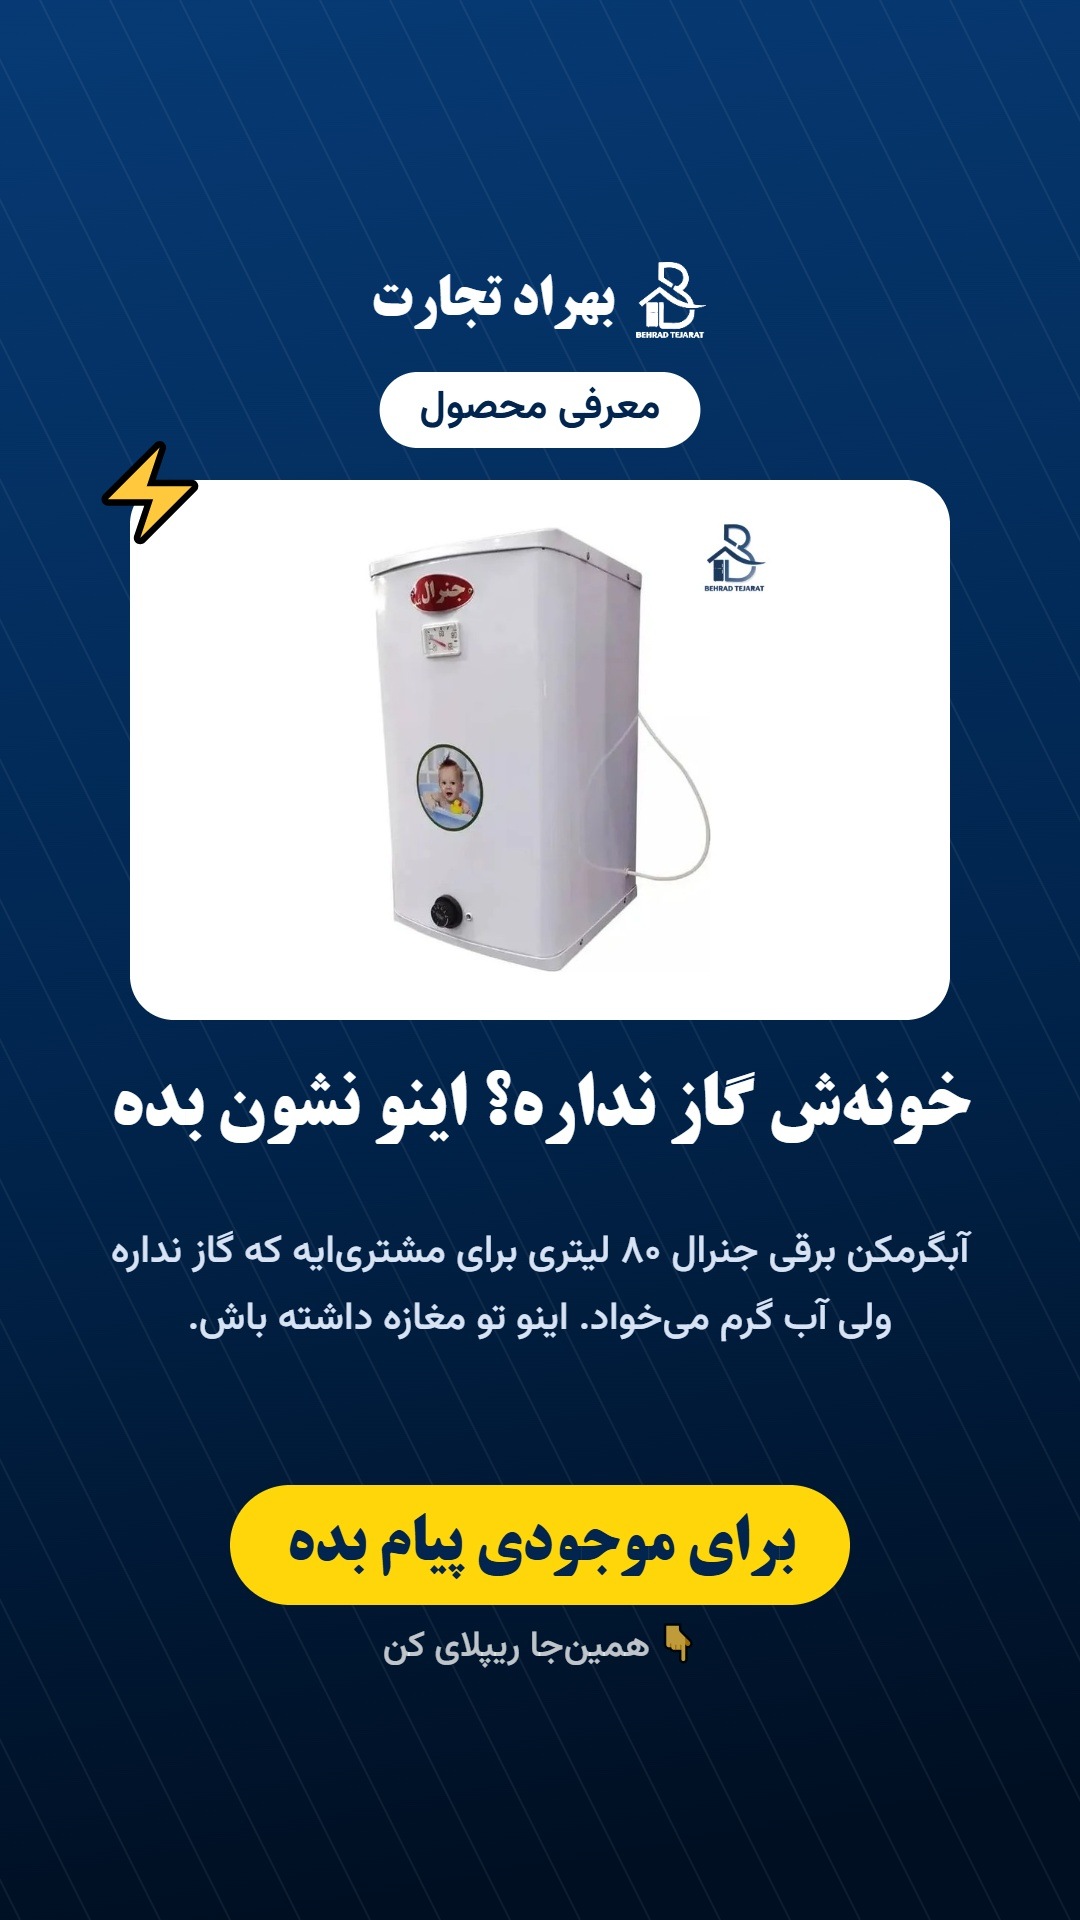 بهراد تجارت
BEHRAD TEJARAT
معرفی محصول
BEHRAD TEJARAT
جنرال
خونه‌ش گاز نداره؟ اینو نشون بده
آبگرمکن برقی جنرال ۸۰ لیتری برای مشتری‌ایه که گاز نداره
ولی آب گرم می‌خواد. اینو تو مغازه داشته باش.
برای موجودی پیام بده
👇 همین‌جا ریپلای کن